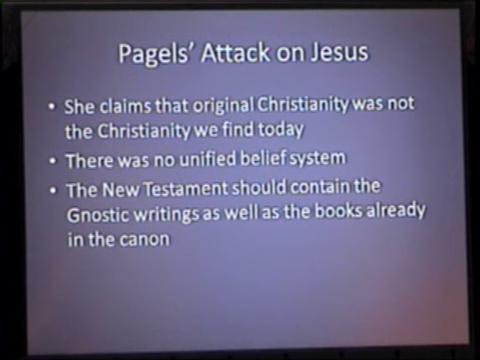 Pagels' Attack on Jesus
• She claims that original Christianity was not
the Christianity we find today
• There was no unified belief system
• The New Testament should contain the
Gnostic writings as well as the books already
in the canon